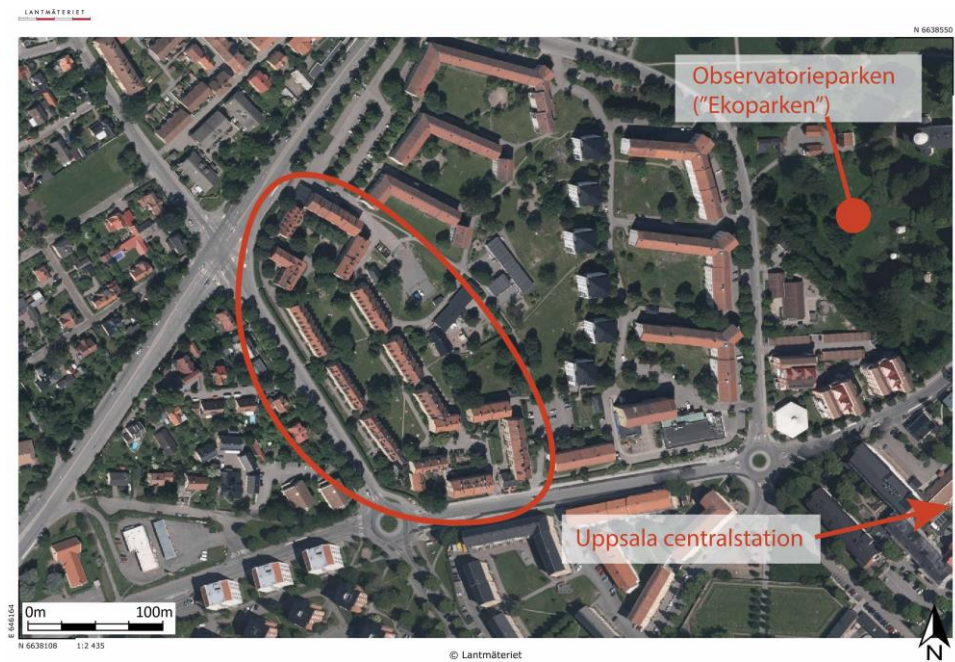 LANTMÄTERIET
N 6638550
Observatorieparken
("Ekoparken")
Uppsala centralstation
0m 100m
E 646164
N 6638108 1:2 435
© Lantmäteriet
N